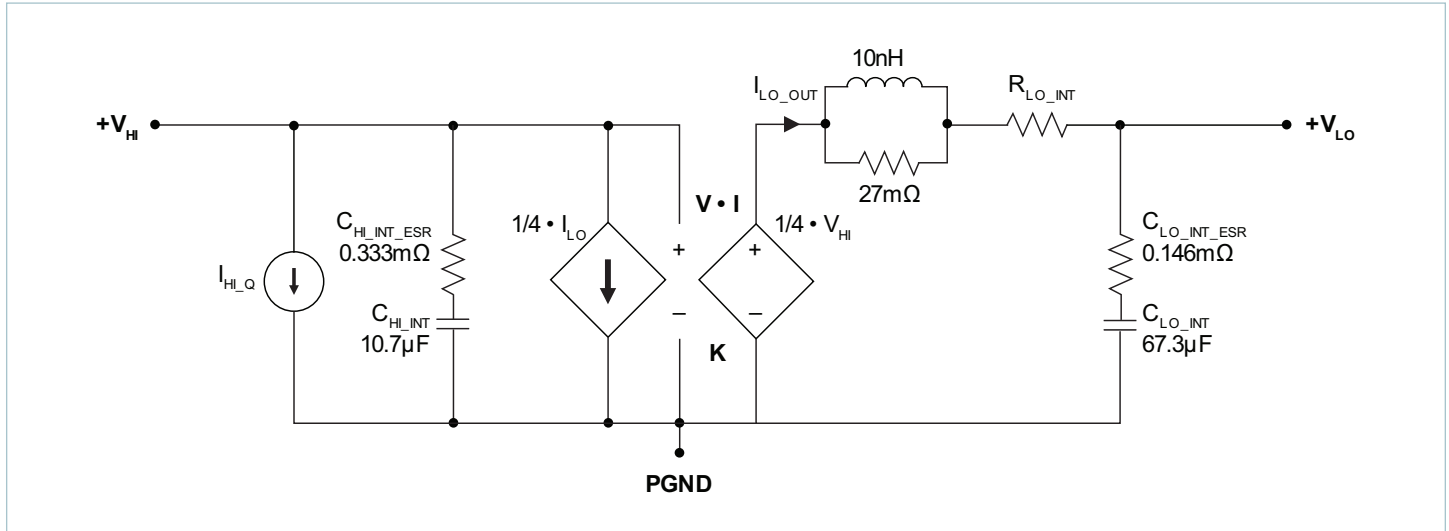 10nH
I_LO_OUT
R_LO_INT
+V_HI
+V_LO
27mΩ
V • I
C_HI_INT_ESR
0.333mΩ
1/4 • I_LO
+
+
1/4 • V_HI
C_LO_INT_ESR
0.146mΩ
I_HI_Q
C_HI_INT
10.7µF
–
–
C_LO_INT
67.3µF
K
PGND